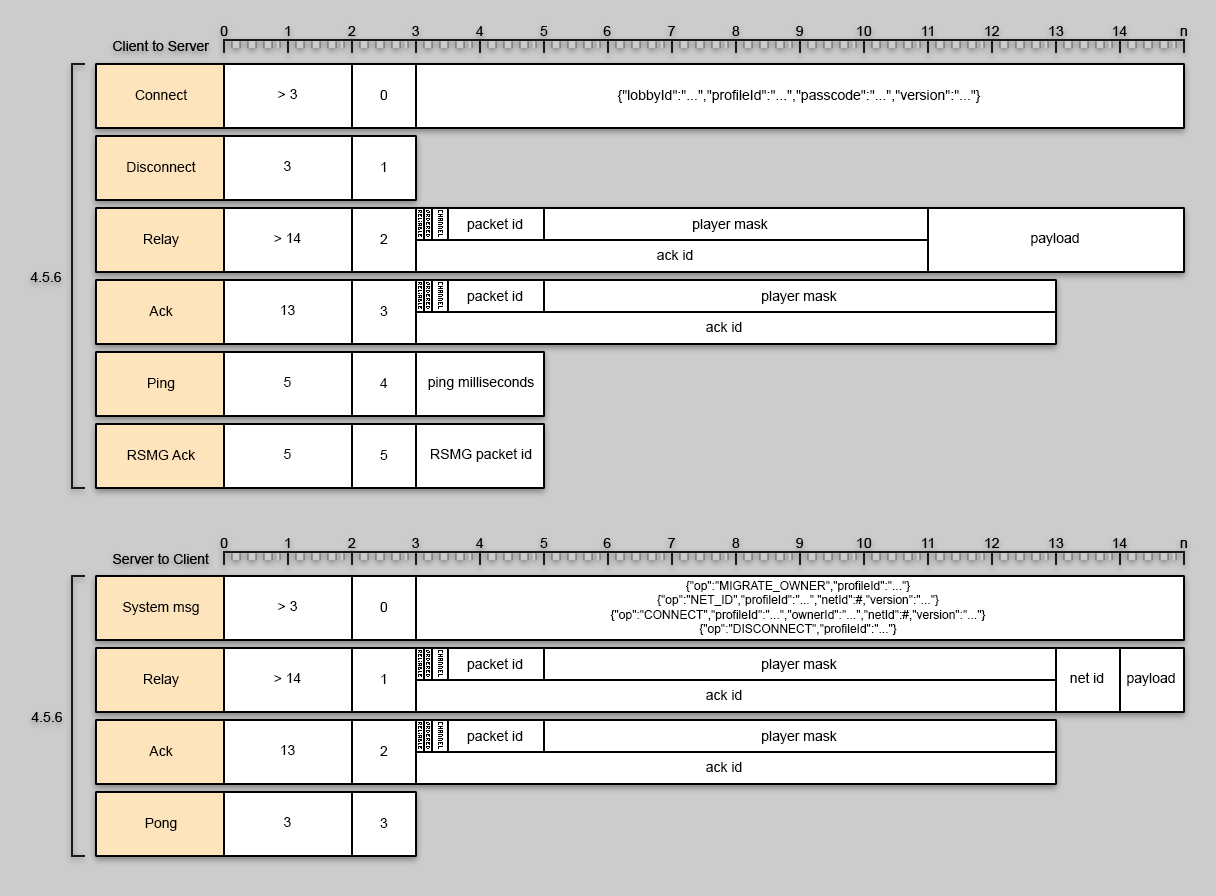 0 1 2 3 4 5 6 7 8 9 10 11 12 13 14 n
Client to Server
Connect > 3 0 {"lobbyId":"...","profileId":"...","passcode":"...","version":"..."}
Disconnect 3 1
Relay > 14 2 RELIABLE ORDERED CHANNEL packet id player mask payload
ack id
4.5.6
Ack 13 3 RELIABLE ORDERED CHANNEL packet id player mask
ack id
Ping 5 4 ping milliseconds
RSMG Ack 5 5 RSMG packet id
0 1 2 3 4 5 6 7 8 9 10 11 12 13 14 n
Server to Client
System msg > 3 0 {"op":"MIGRATE_OWNER","profileId":"..."}
{"op":"NET_ID","profileId":"...","netId":#,"version":"..."}
{"op":"CONNECT","profileId":"...","ownerId":"...","netId":#,"version":"..."}
{"op":"DISCONNECT","profileId":"..."}
Relay > 14 1 RELIABLE ORDERED CHANNEL packet id player mask net id payload
ack id
4.5.6
Ack 13 2 RELIABLE ORDERED CHANNEL packet id player mask
ack id
Pong 3 3